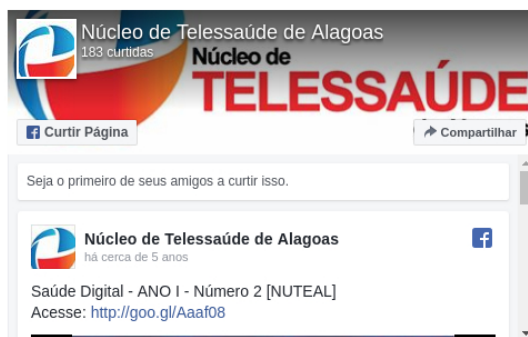 Núcleo de Telessaúde de Alagoas
183 curtidas
Núcleo de
TELESSAÚDE
Curtir Página
Compartilhar
Seja o primeiro de seus amigos a curtir isso.
Núcleo de Telessaúde de Alagoas
há cerca de 5 anos
Saúde Digital - ANO I - Número 2 [NUTEAL]
Acesse: http://goo.gl/Aaaf08